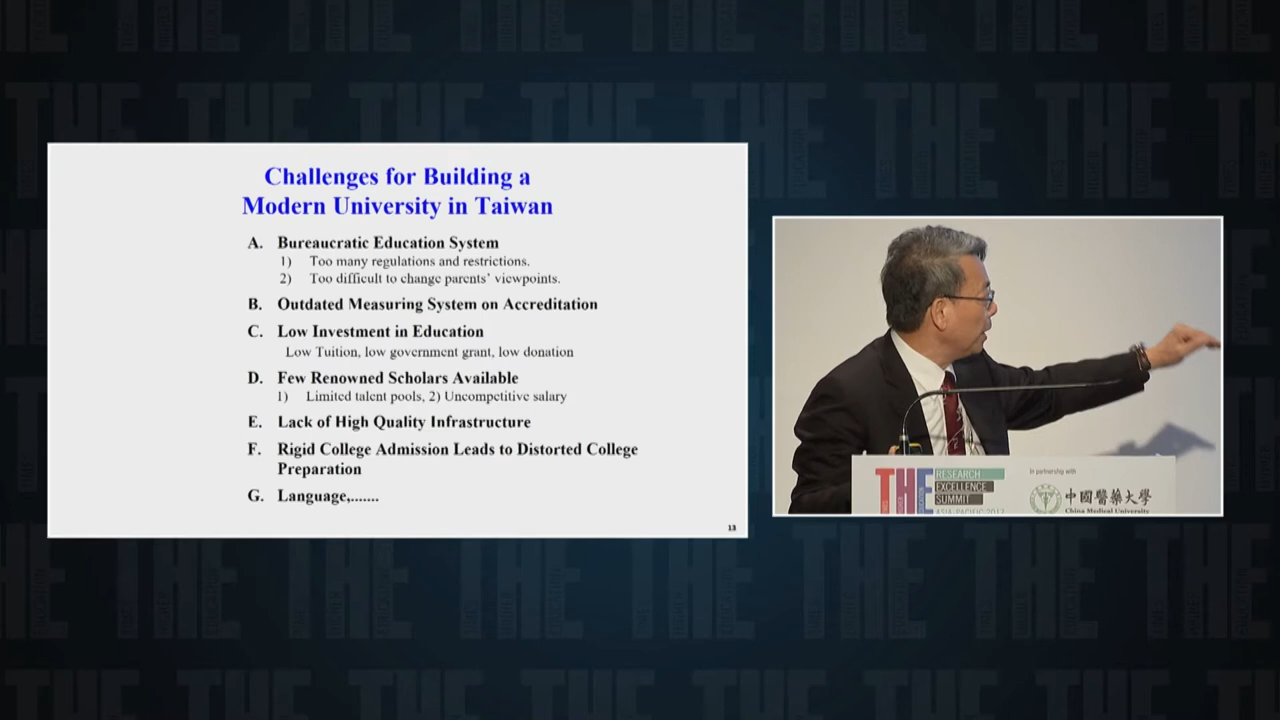 Challenges for Building a
Modern University in Taiwan
A. Bureaucratic Education System
1) Too many regulations and restrictions.
2) Too difficult to change parents' viewpoints.
B. Outdated Measuring System on Accreditation
C. Low Investment in Education
Low Tuition, low government grant, low donation
D. Few Renowned Scholars Available
1) Limited talent pools, 2) Uncompetitive salary
E. Lack of High Quality Infrastructure
F. Rigid College Admission Leads to Distorted College
Preparation
G. Language,.......
13
THE
RESEARCH
EXCELLENCE
SUMMIT
ASIA-PACIFIC 2017
In partnership with
中國醫藥大學
China Medical University